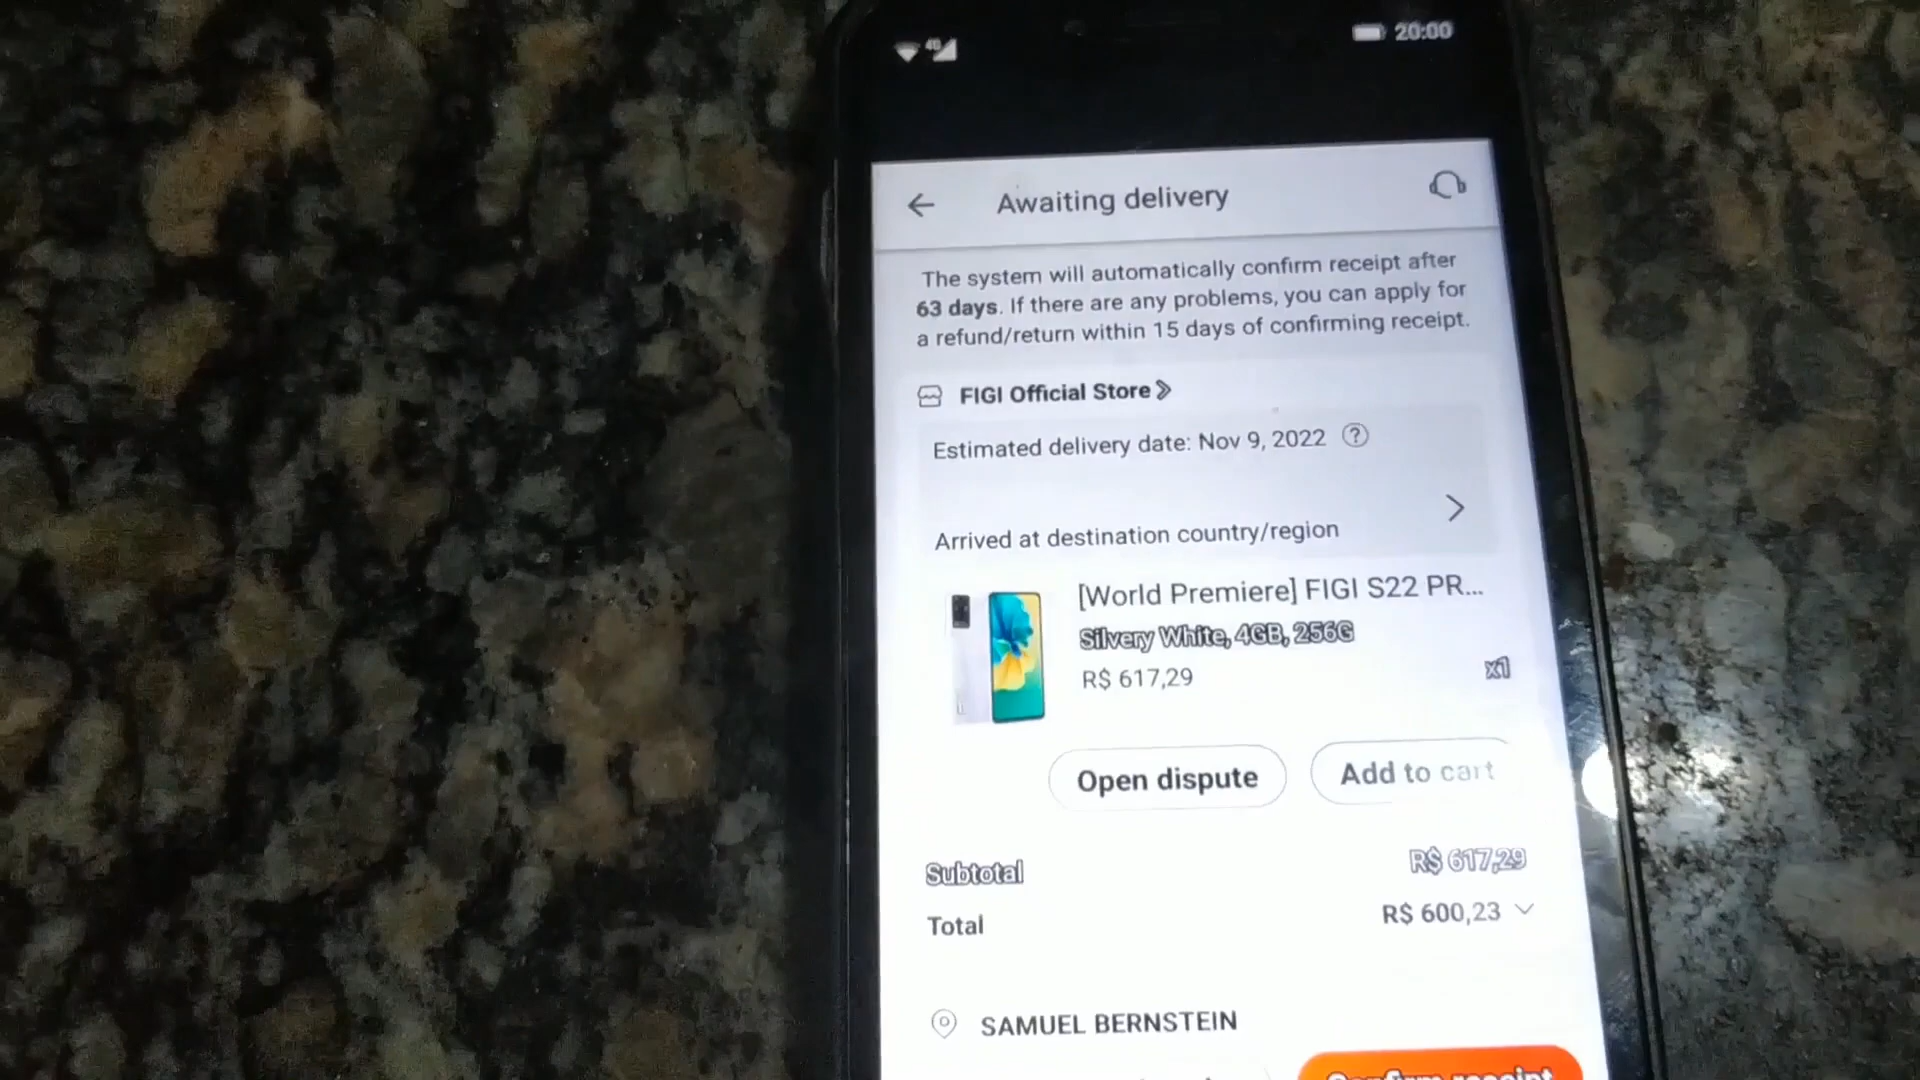 4G 20:00
Awaiting delivery
The system will automatically confirm receipt after
63 days. If there are any problems, you can apply for
a refund/return within 15 days of confirming receipt.
FIGI Official Store
Estimated delivery date: Nov 9, 2022 ?
Arrived at destination country/region
[World Premiere] FIGI S22 PR...
Silvery White, 4GB, 256G
R$ 617,29 x1
Open dispute Add to cart
Subtotal R$ 617,29
Total R$ 600,23
SAMUEL BERNSTEIN
Confirm receipt